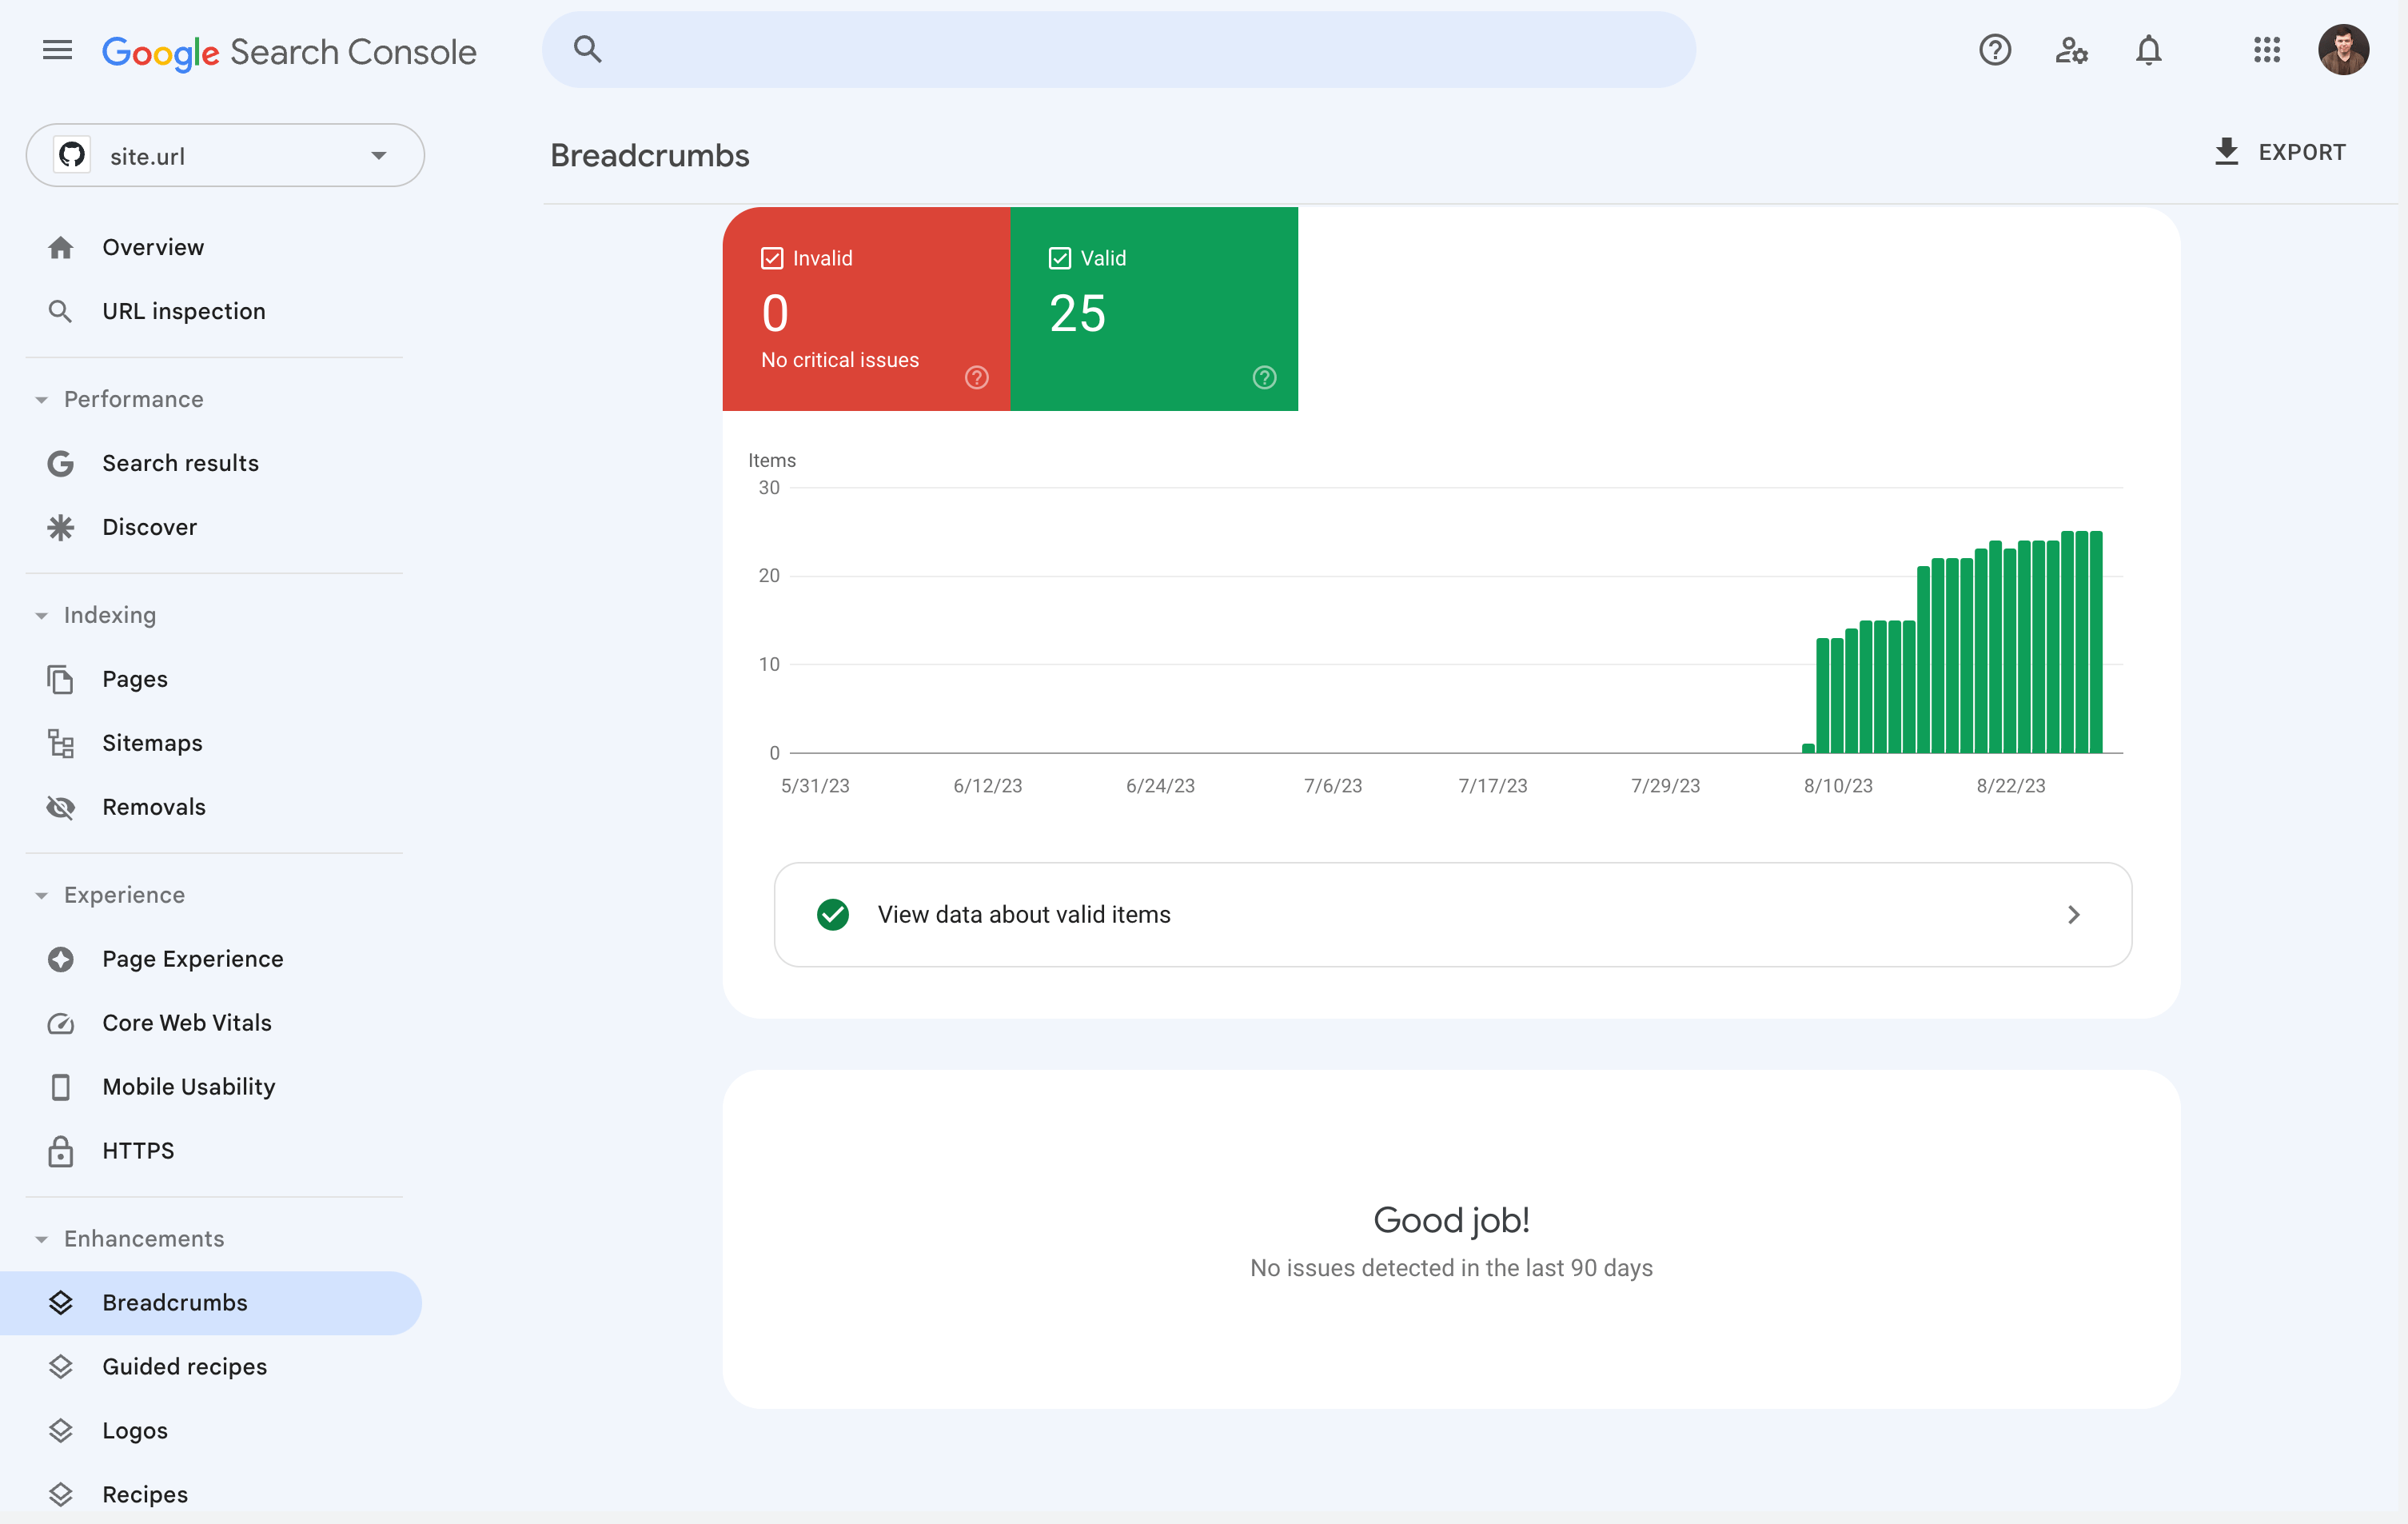 Google Search Console
site.url
Breadcrumbs
EXPORT
Overview
URL inspection
Performance
Search results
Discover
Indexing
Pages
Sitemaps
Removals
Experience
Page Experience
Core Web Vitals
Mobile Usability
HTTPS
Enhancements
Breadcrumbs
Guided recipes
Logos
Recipes
Invalid
0
No critical issues
Valid
25
Items
30
20
10
0
5/31/23 6/12/23 6/24/23 7/6/23 7/17/23 7/29/23 8/10/23 8/22/23
View data about valid items
Good job!
No issues detected in the last 90 days